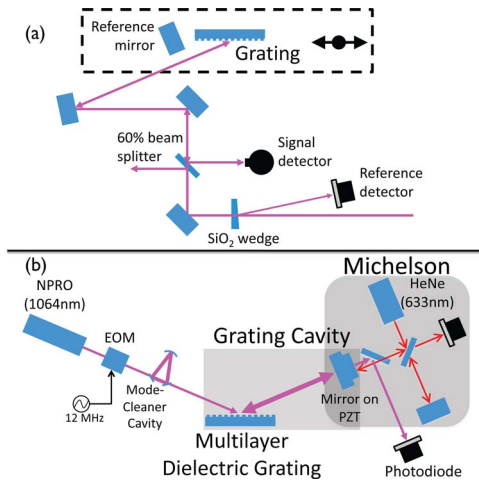 (a)
Reference
mirror
Grating
60% beam
splitter
Signal
detector
Reference
detector
SiO₂ wedge
(b)
Michelson
NPRO
(1064nm)
HeNe
(633nm)
EOM
Grating Cavity
Mode-
Cleaner
Cavity
12 MHz
Mirror on
PZT
Multilayer
Dielectric Grating
Photodiode